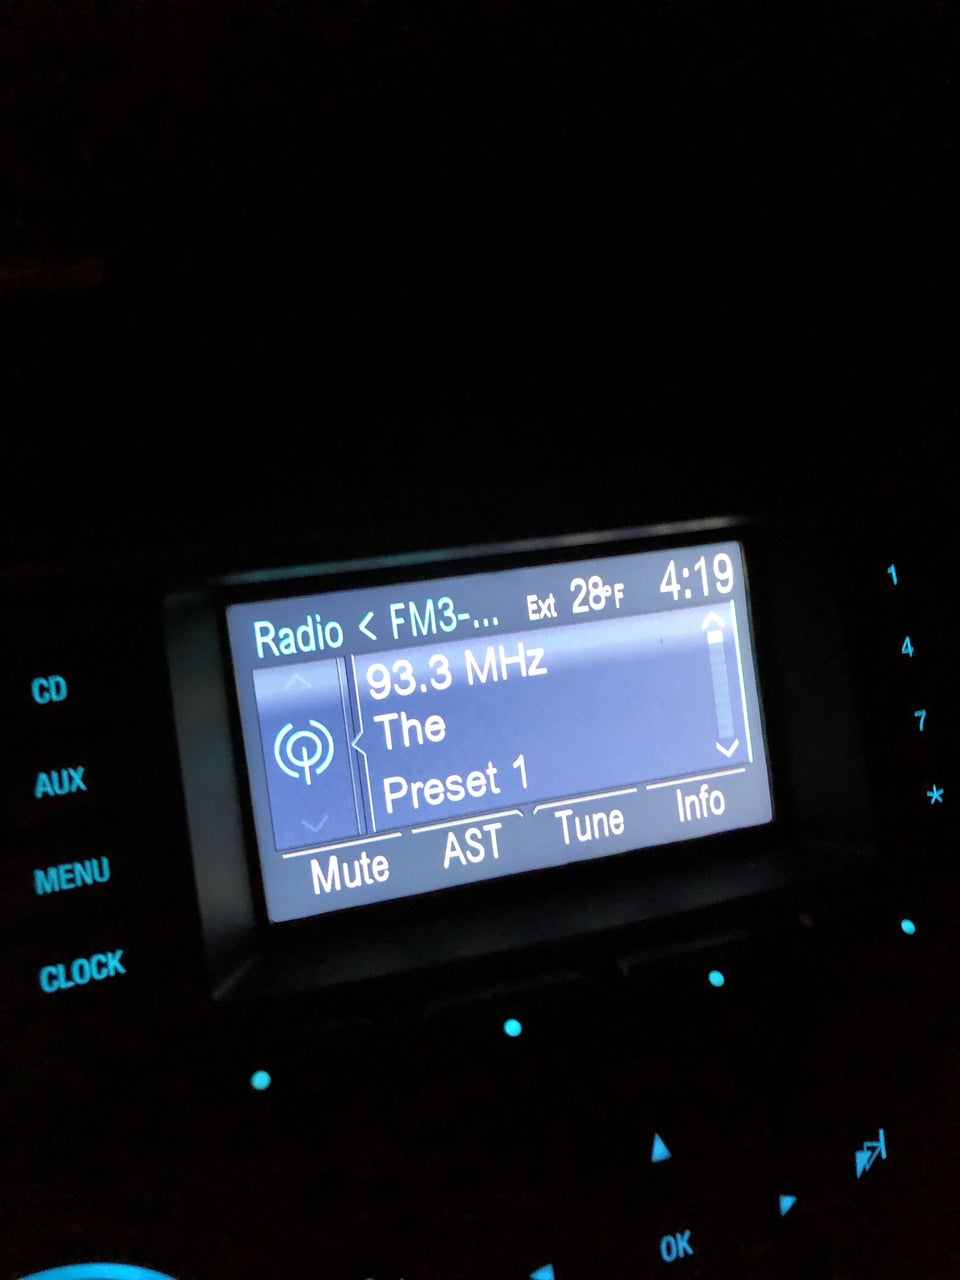 Radio < FM3-... Ext 28°F 4:19
93.3 MHz
The
Preset 1
Mute AST Tune Info
CD
AUX
MENU
CLOCK
1
4
7
*
OK